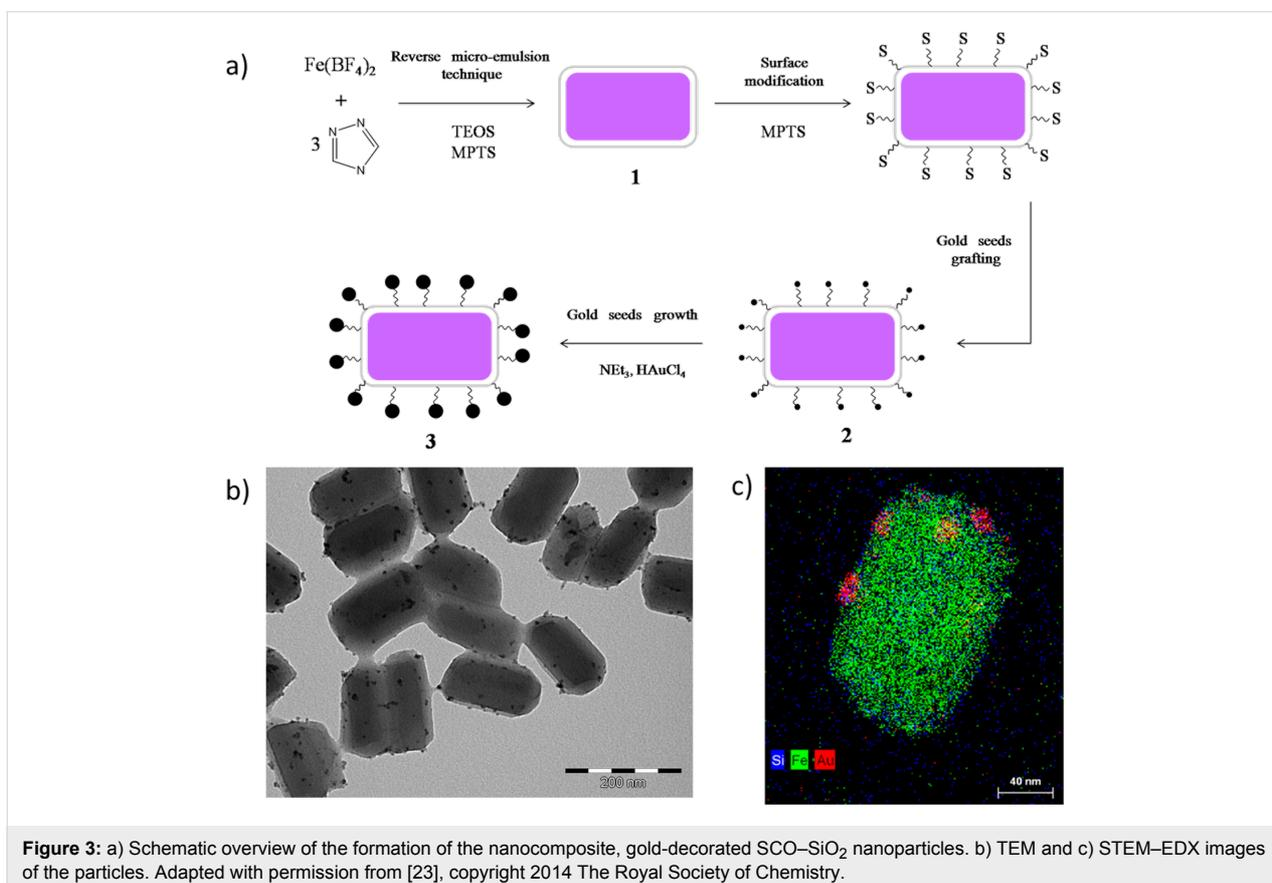 a)
Fe(BF₄)₂
+
3
N
N
N
Reverse micro-emulsion
technique
TEOS
MPTS
1
Surface
modification
MPTS
S S S
S S
S S
S S
S S
S S S
Gold seeds
grafting
Gold seeds growth
NEt₃, HAuCl₄
3
2
b)
200 nm
c)
Si Fe Au
40 nm
Figure 3: a) Schematic overview of the formation of the nanocomposite, gold-decorated SCO–SiO₂ nanoparticles. b) TEM and c) STEM–EDX images
of the particles. Adapted with permission from [23], copyright 2014 The Royal Society of Chemistry.